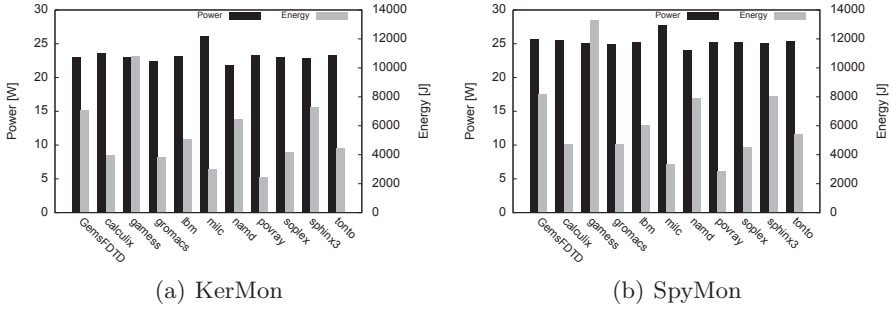 Power Energy
30 25 20 15 10 5 0
Power [W]
14000 12000 10000 8000 6000 4000 2000 0
Energy [J]
GemsFDTD calculix gamess gromacs lbm milc namd povray soplex sphinx3 tonto
(a) KerMon
Power Energy
30 25 20 15 10 5 0
Power [W]
14000 12000 10000 8000 6000 4000 2000 0
Energy [J]
GemsFDTD calculix gamess gromacs lbm milc namd povray soplex sphinx3 tonto
(b) SpyMon